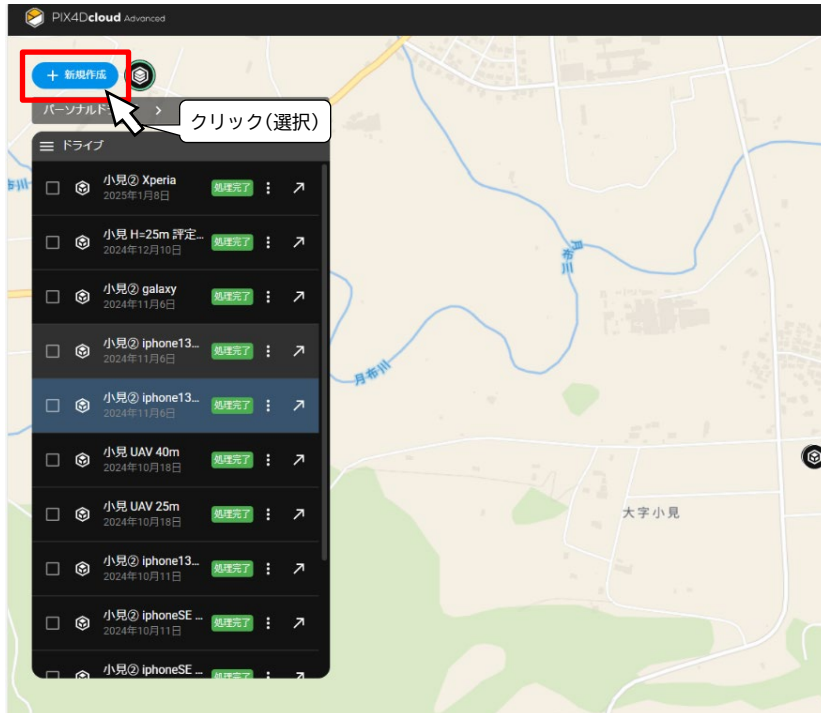 PIX4Dcloud Advanced
+ 新規作成
クリック(選択)
ドライブ
小見② Xperia
2025年1月8日
処理完了
小見 H=25m 評定...
2024年12月10日
処理完了
小見② galaxy
2024年11月6日
処理完了
小見② iphone13...
2024年11月6日
処理完了
小見② iphone13...
2024年11月6日
処理完了
小見 UAV 40m
2024年10月18日
処理完了
小見 UAV 25m
2024年10月18日
処理完了
小見② iphone13...
2024年10月11日
処理完了
小見② iphoneSE ...
2024年10月11日
処理完了
小見② iphoneSE ...
処理完了
月布川
月布川
大字小見